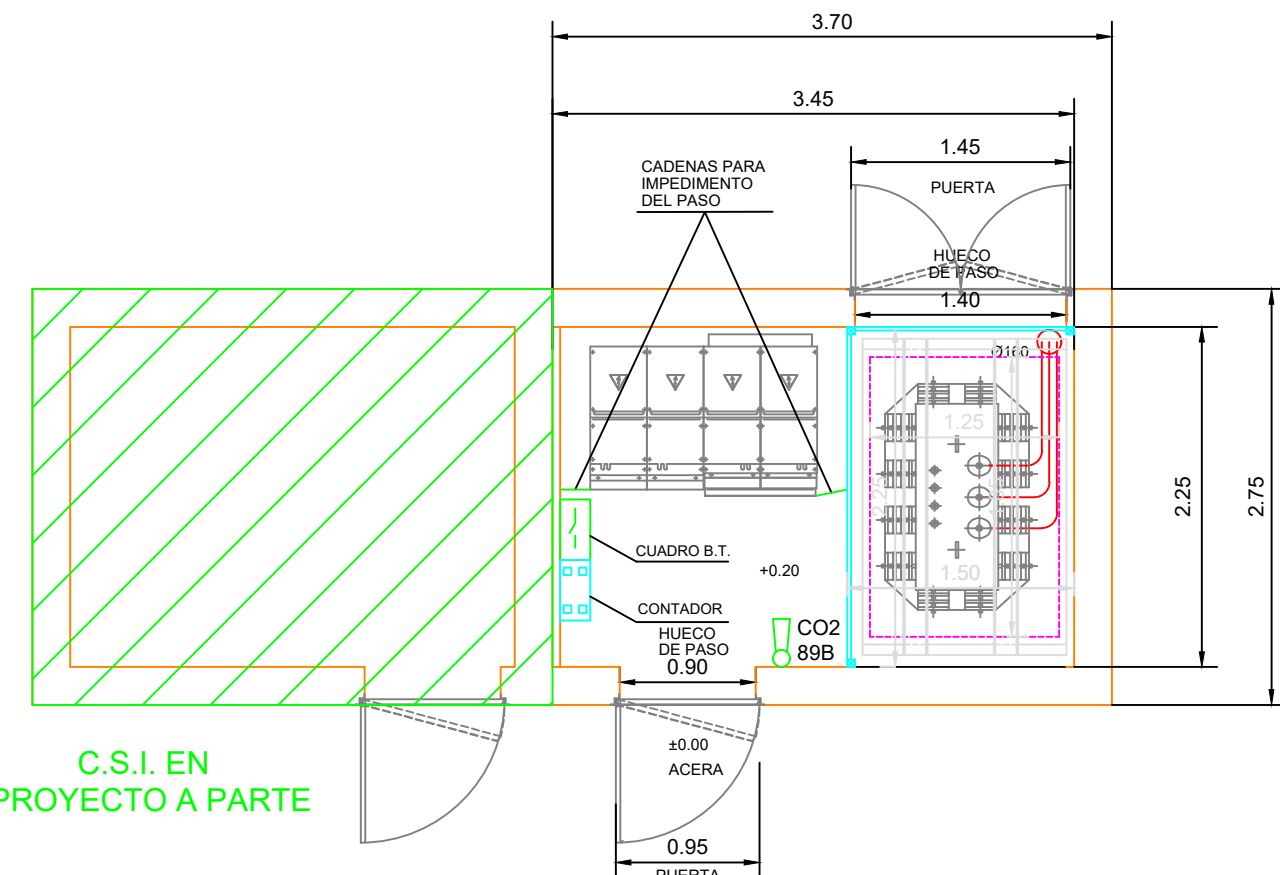 3.70
3.45
1.45
CADENAS PARA
IMPEDIMENTO
DEL PASO
PUERTA
HUECO
DE PASO
1.40
Ø160
1.25
2.25
2.75
CUADRO B.T.
+0.20
1.50
CONTADOR
HUECO
DE PASO
0.90
CO2
89B
±0.00
ACERA
C.S.I. EN
PROYECTO A PARTE
0.95
PUERTA